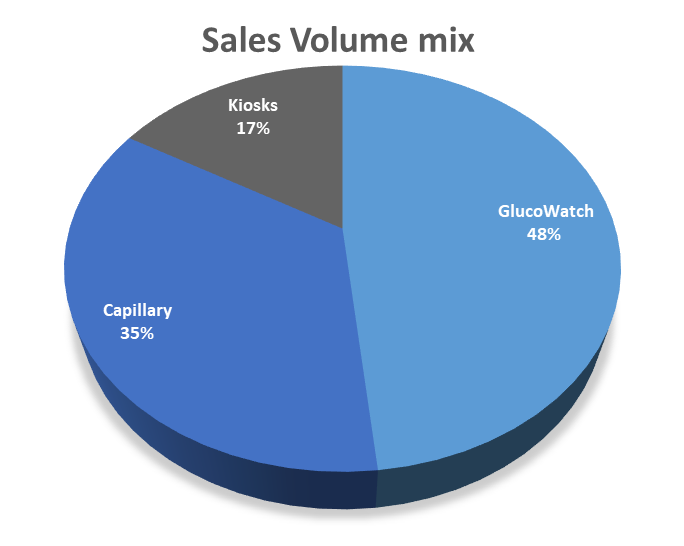 Sales Volume mix
Kiosks
17%
GlucoWatch
48%
Capillary
35%